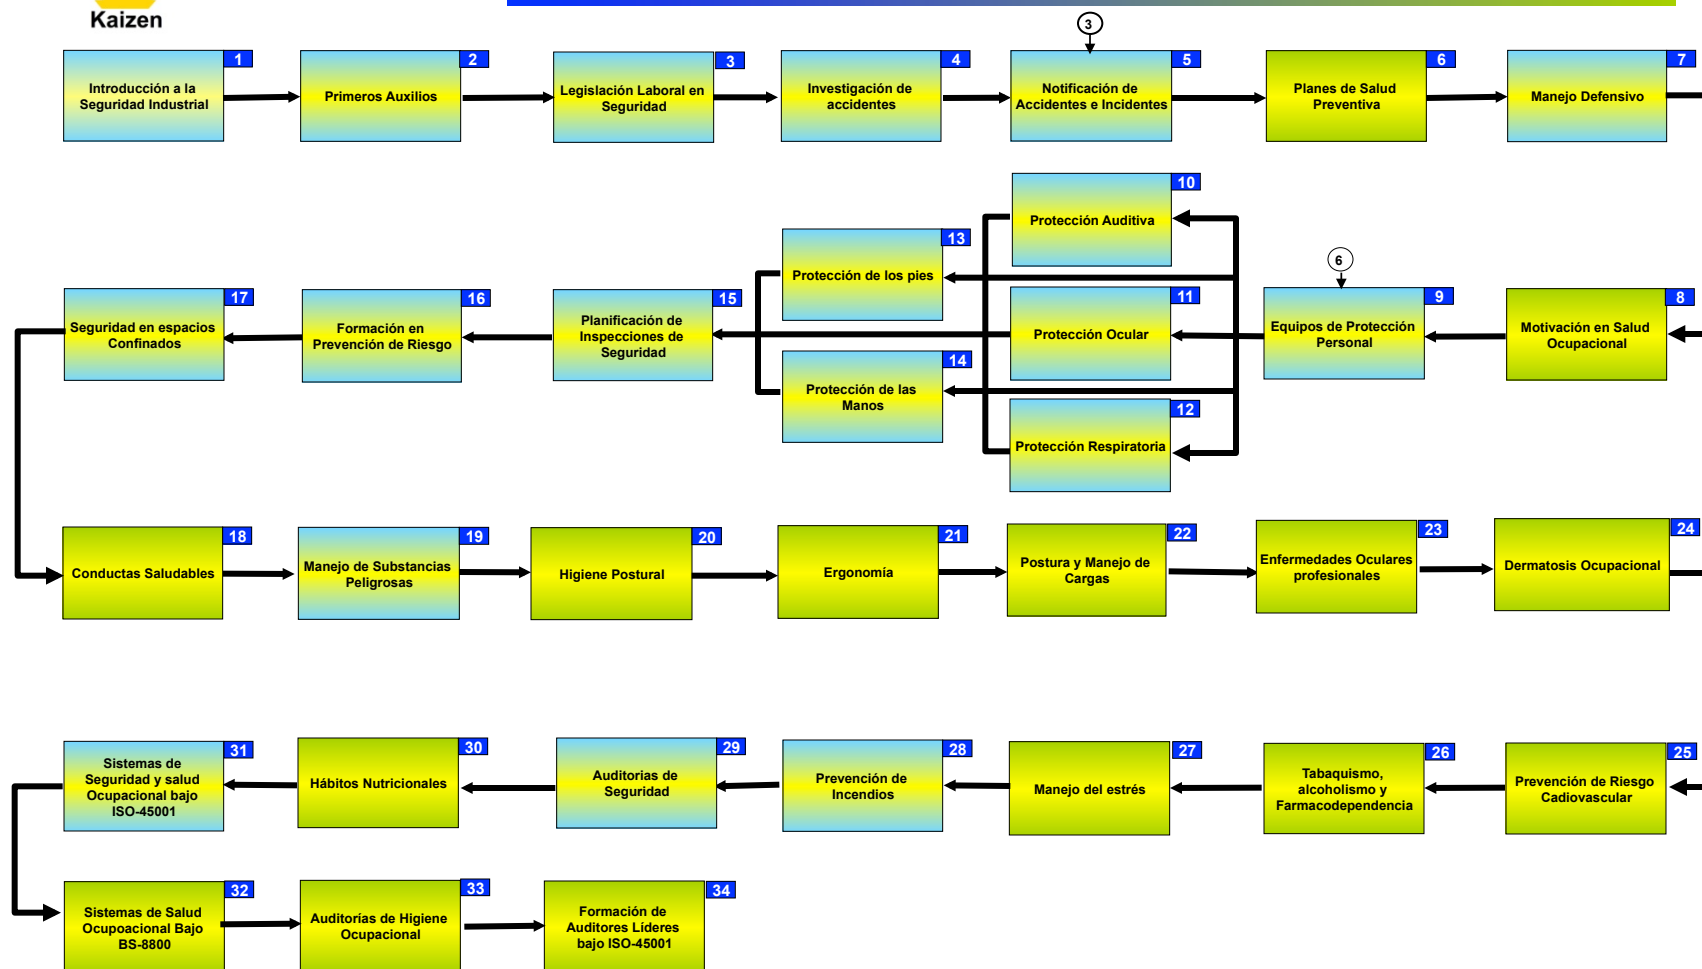 Kaizen
3
1
Introducción a la
Seguridad Industrial
2
Primeros Auxilios
3
Legislación Laboral en
Seguridad
4
Investigación de
accidentes
5
Notificación de
Accidentes e Incidentes
6
Planes de Salud
Preventiva
7
Manejo Defensivo
8
Motivación en Salud
Ocupacional
6
9
Equipos de Protección
Personal
10
Protección Auditiva
11
Protección Ocular
12
Protección Respiratoria
13
Protección de los pies
14
Protección de las
Manos
15
Planificación de
Inspecciones de
Seguridad
16
Formación en
Prevención de Riesgo
17
Seguridad en espacios
Confinados
18
Conductas Saludables
19
Manejo de Substancias
Peligrosas
20
Higiene Postural
21
Ergonomía
22
Postura y Manejo de
Cargas
23
Enfermedades Oculares
profesionales
24
Dermatosis Ocupacional
25
Prevención de Riesgo
Cadiovascular
26
Tabaquismo,
alcoholismo y
Farmacodependencia
27
Manejo del estrés
28
Prevención de
Incendios
29
Auditorias de
Seguridad
30
Hábitos Nutricionales
31
Sistemas de
Seguridad y salud
Ocupacional bajo
ISO-45001
32
Sistemas de Salud
Ocupoacional Bajo
BS-8800
33
Auditorías de Higiene
Ocupacional
34
Formación de
Auditores Líderes
bajo ISO-45001